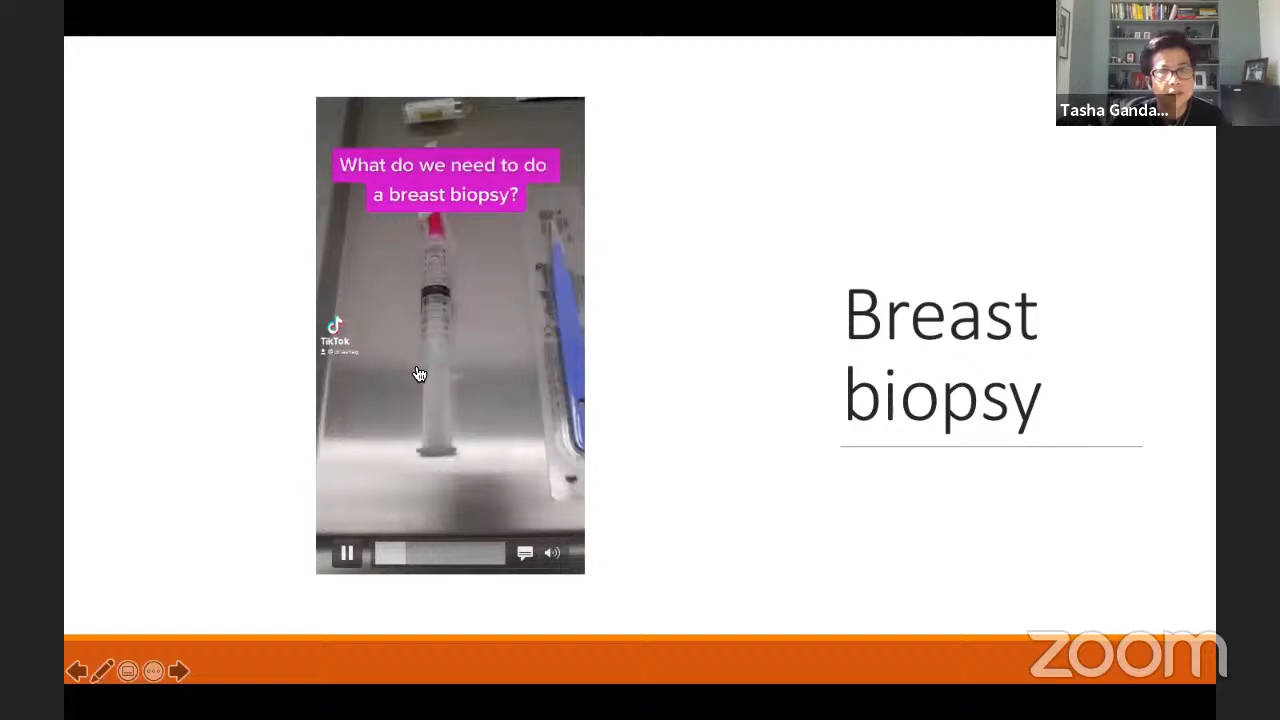 Tasha Ganda...
What do we need to do
a breast biopsy?
TikTok
Breast
biopsy
zoom